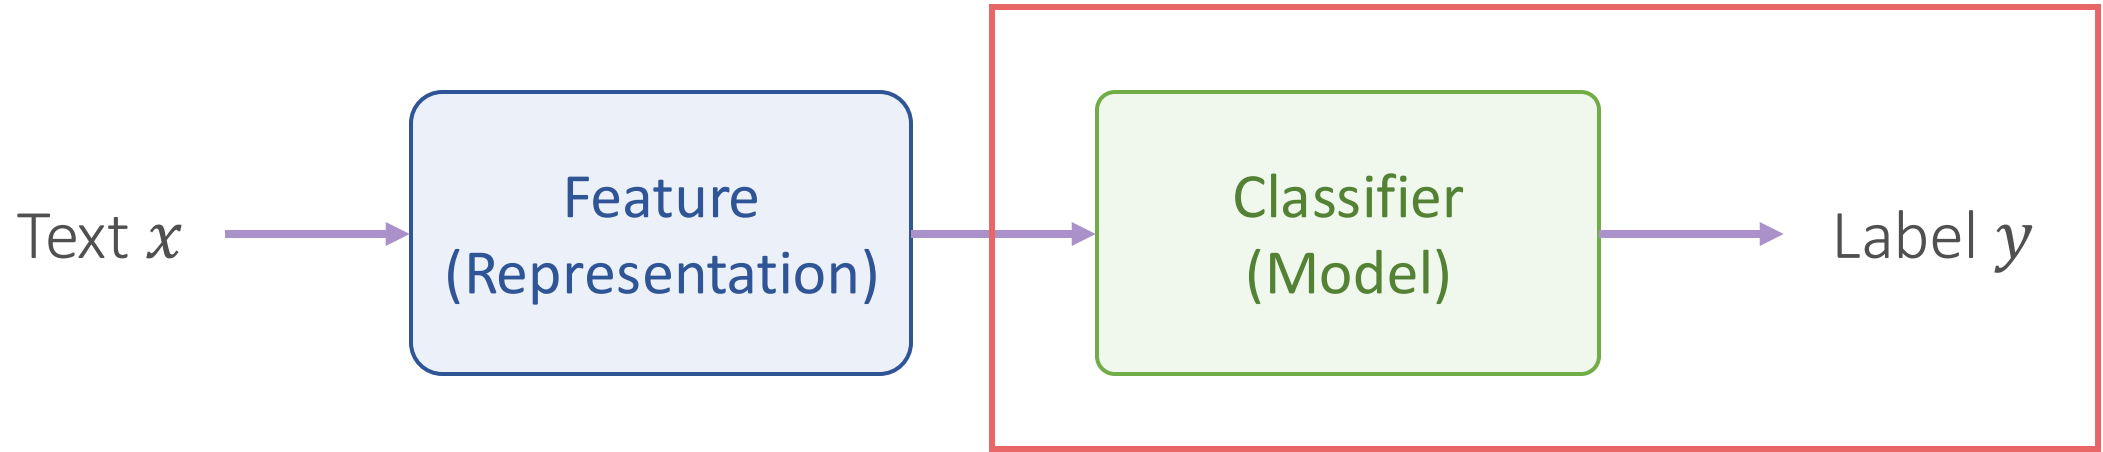 Text x
Feature
(Representation)
Classifier
(Model)
Label y